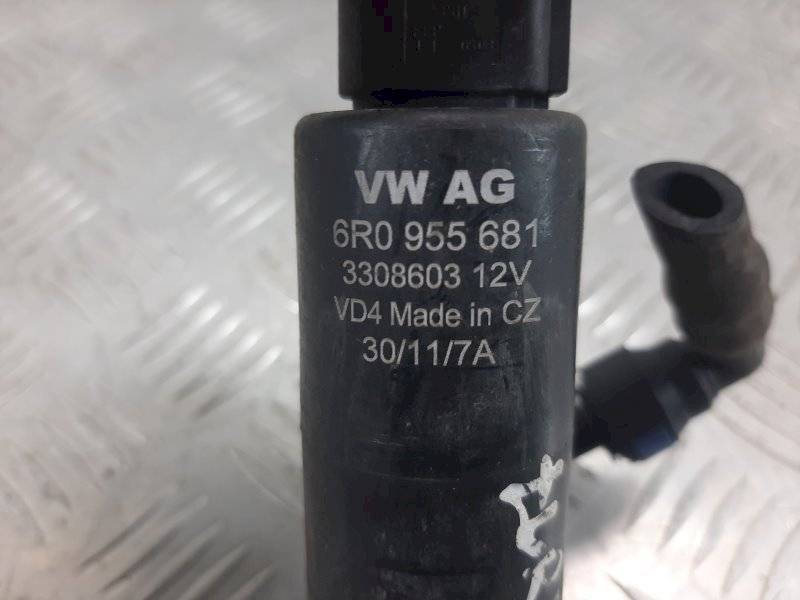 VW AG
6R0 955 681
3308603 12V
VD4 Made in CZ
30/11/7A